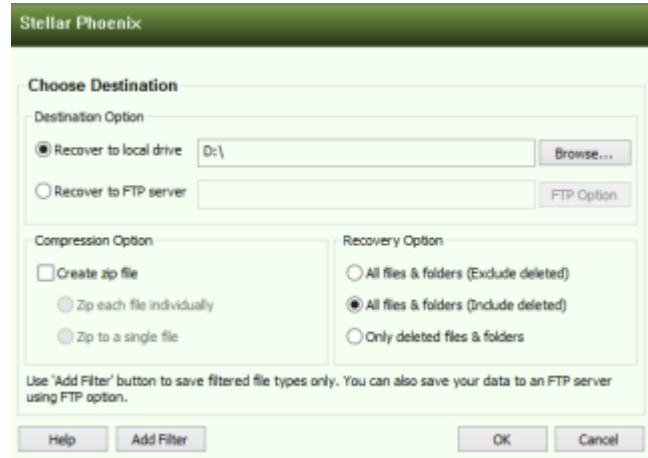 Stellar Phoenix
Choose Destination
Destination Option
Recover to local drive
D:\
Browse...
Recover to FTP server
FTP Option
Compression Option
Create zip file
Zip each file individually
Zip to a single file
Recovery Option
All files & folders (Exclude deleted)
All files & folders (Include deleted)
Only deleted files & folders
Use 'Add Filter' button to save filtered file types only. You can also save your data to an FTP server
using FTP option.
Help
Add Filter
OK
Cancel